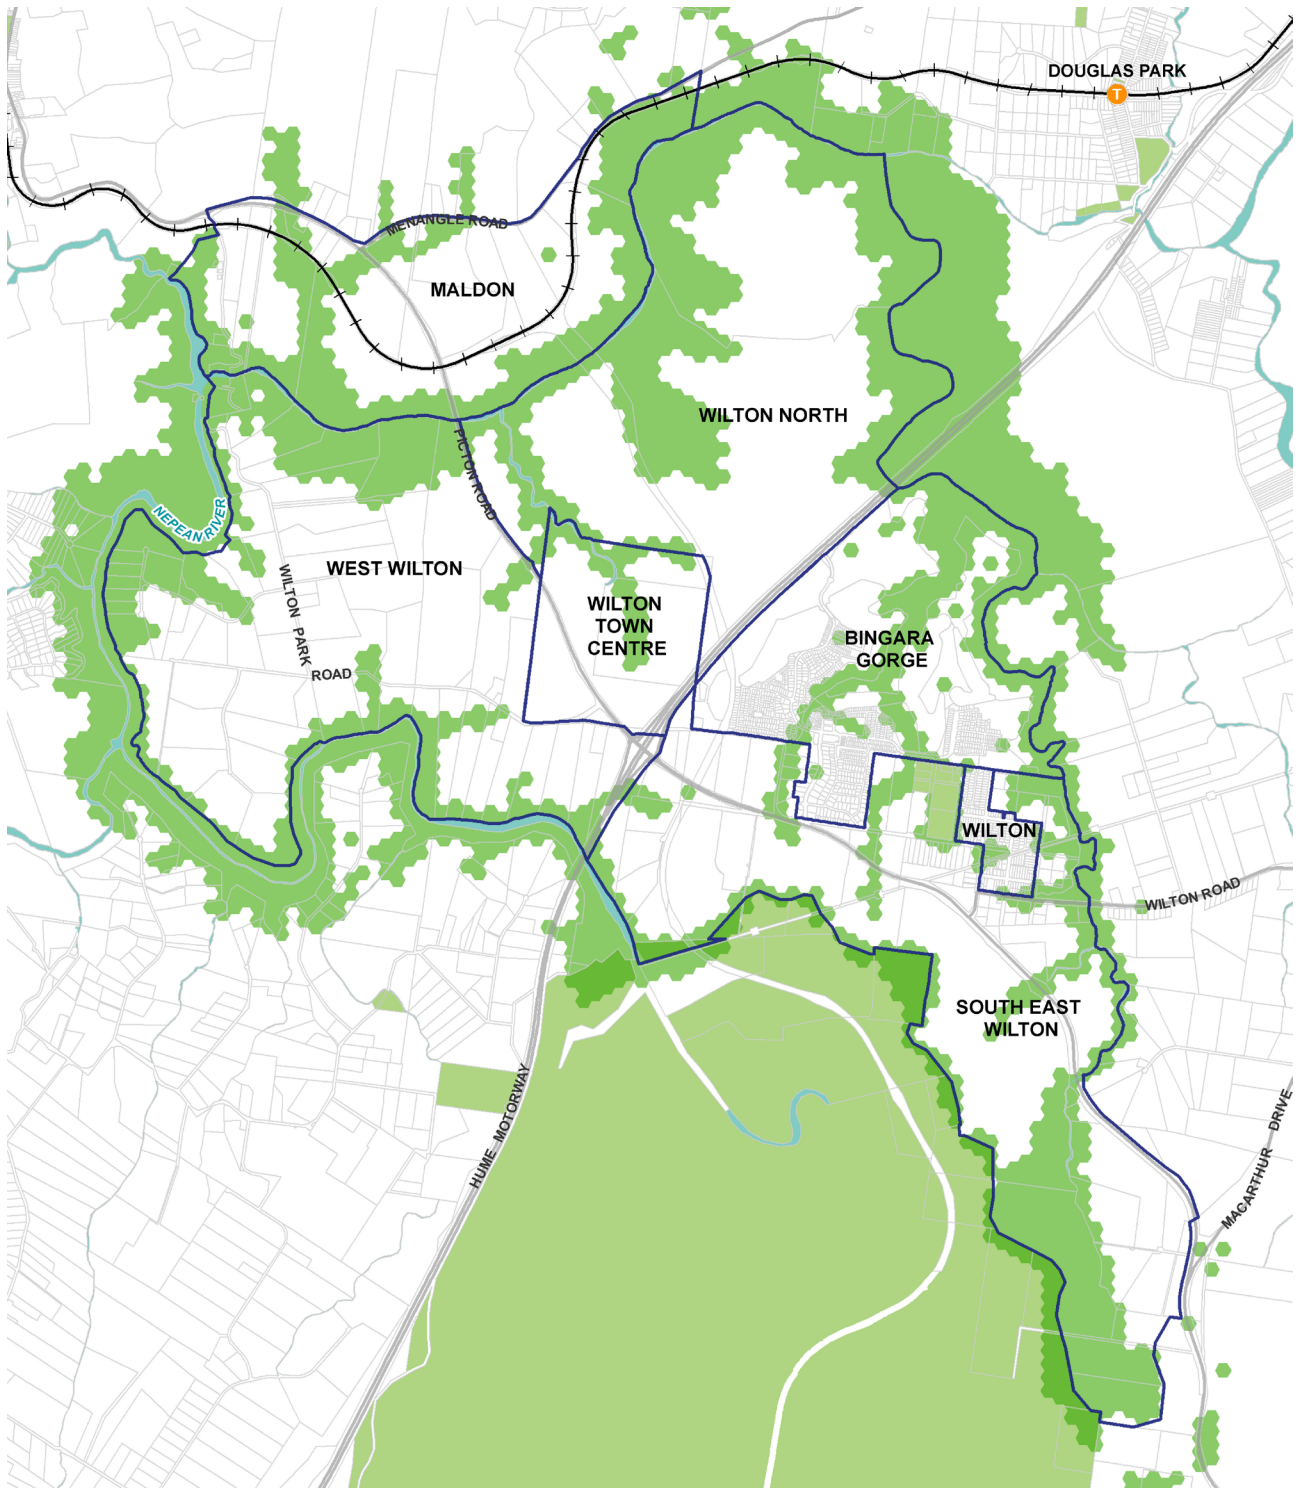 DOUGLAS PARK
T
MENANGLE ROAD
MALDON
WILTON NORTH
PICTON ROAD
NEPEAN RIVER
WEST WILTON
WILTON PARK ROAD
WILTON
TOWN
CENTRE
BINGARA
GORGE
WILTON
WILTON ROAD
SOUTH EAST
WILTON
HUME MOTORWAY
MACARTHUR DRIVE